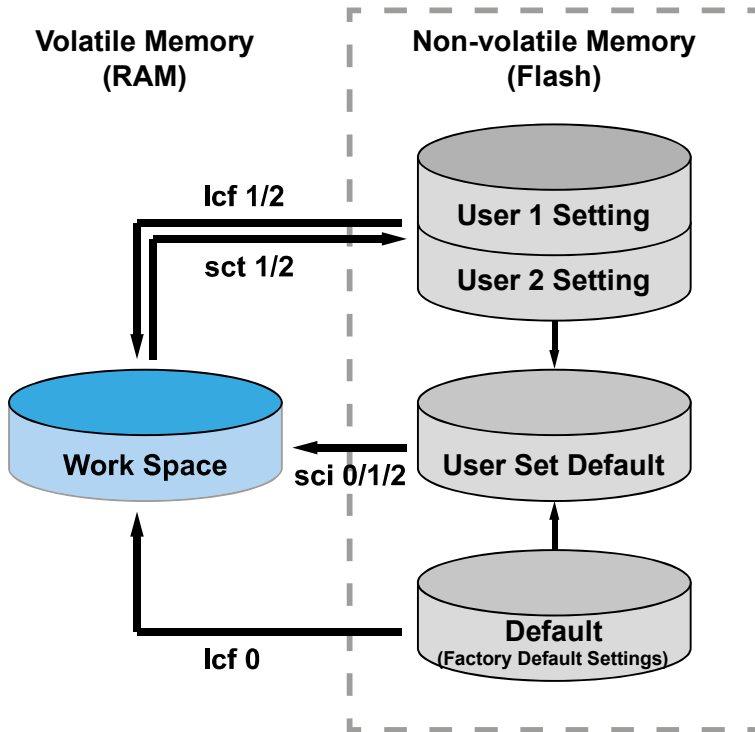 Volatile Memory
(RAM)
Non-volatile Memory
(Flash)
lcf 1/2
sct 1/2
User 1 Setting
User 2 Setting
Work Space
sci 0/1/2
User Set Default
lcf 0
Default
(Factory Default Settings)